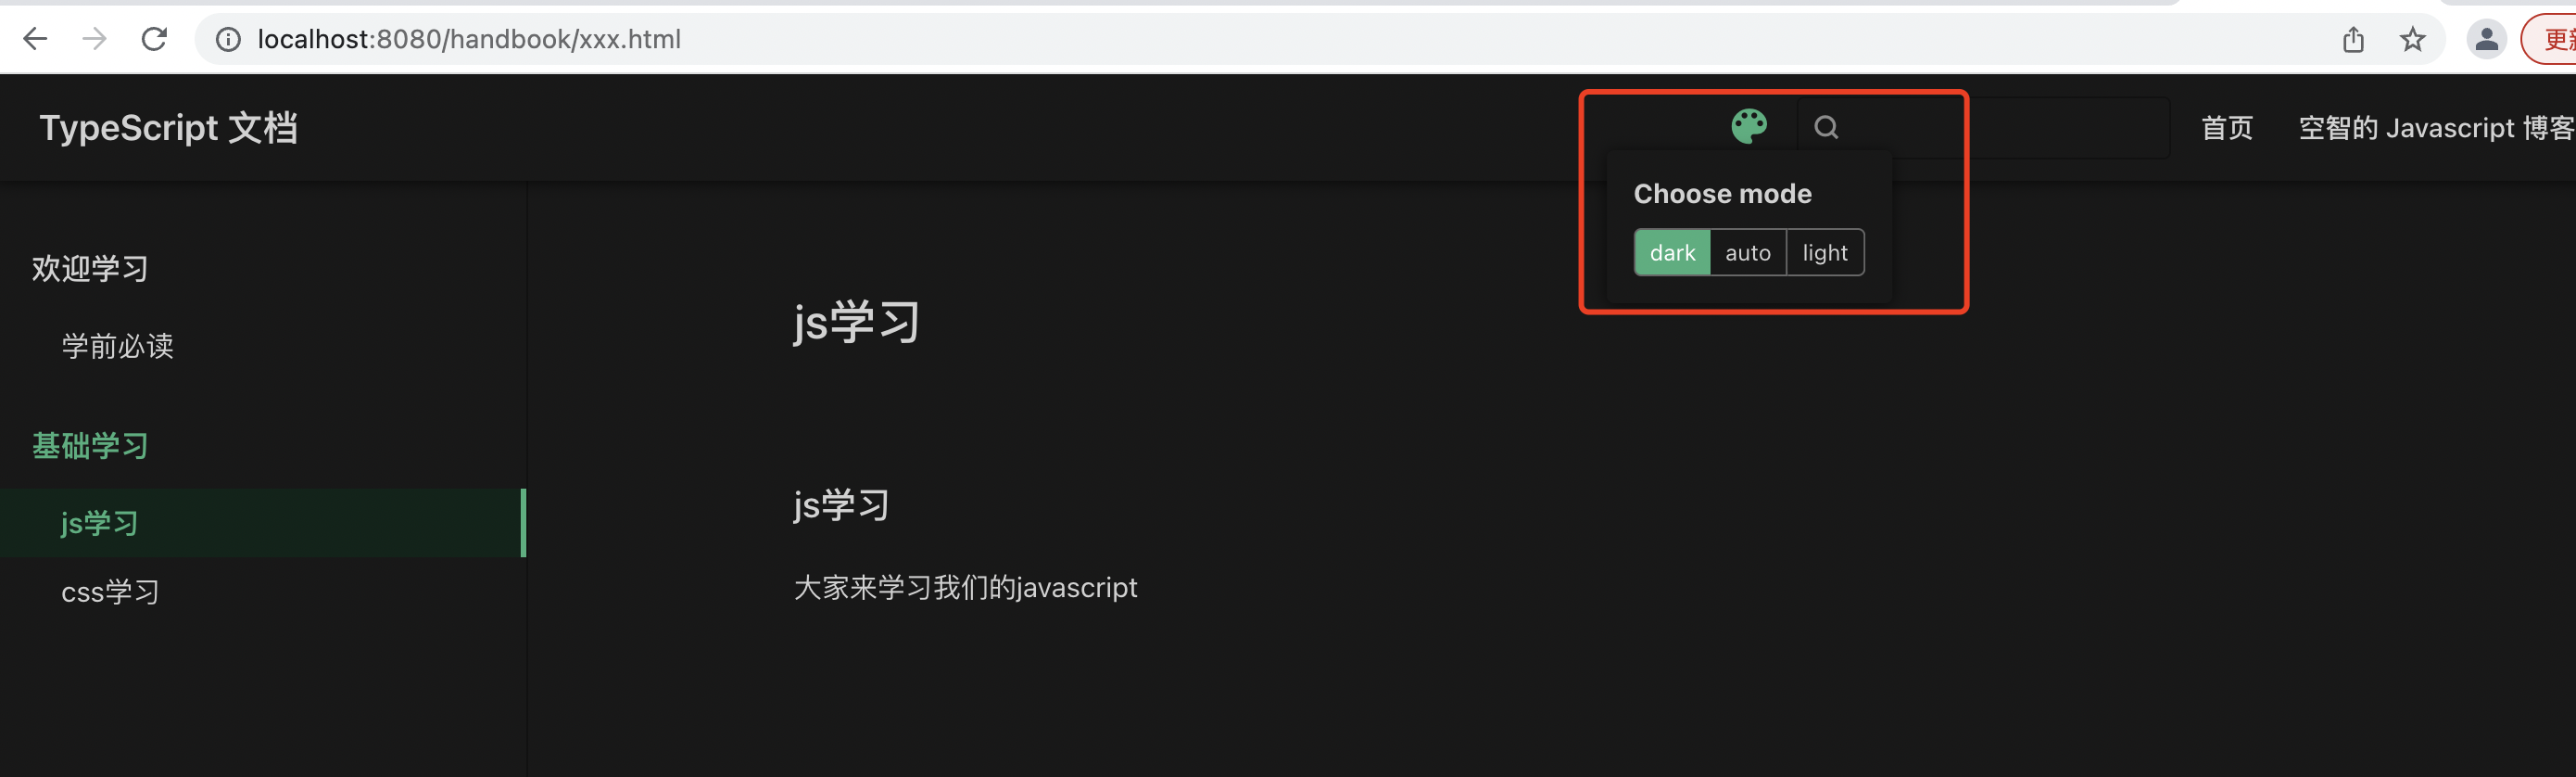 localhost:8080/handbook/xxx.html
TypeScript 文档
首页
空智的 Javascript 博客
Choose mode
dark auto light
欢迎学习
学前必读
基础学习
js学习
css学习
js学习
js学习
大家来学习我们的javascript